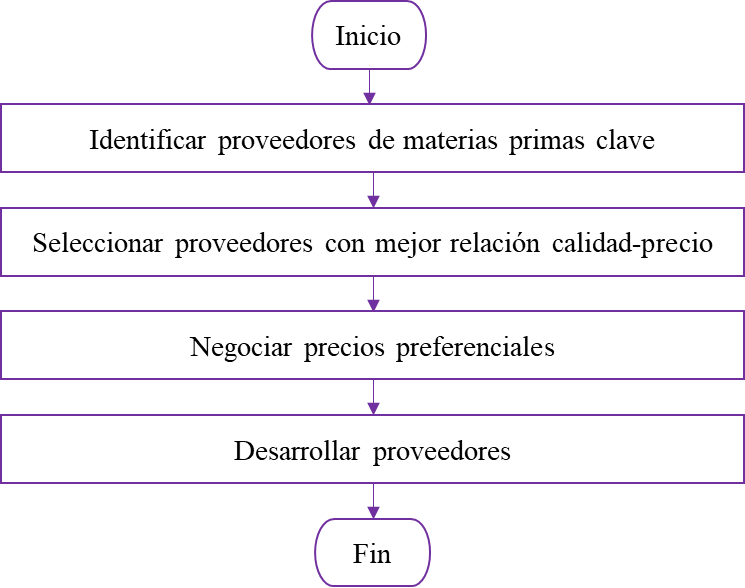 Inicio
Identificar proveedores de materias primas clave
Seleccionar proveedores con mejor relación calidad-precio
Negociar precios preferenciales
Desarrollar proveedores
Fin